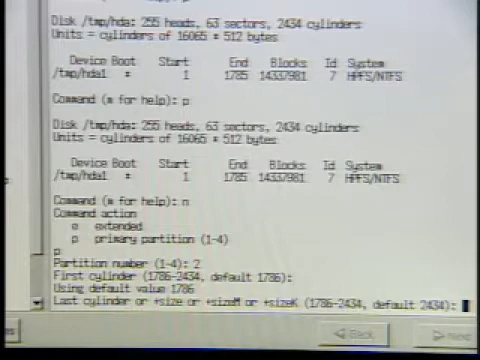 Disk /tmp/hda: 255 heads, 63 sectors, 2434 cylinders
Units = cylinders of 16065 * 512 bytes
Device Boot Start End Blocks Id System
/tmp/hda1 * 1 1785 14337981 7 HPFS/NTFS
Command (m for help): p
Disk /tmp/hda: 255 heads, 63 sectors, 2434 cylinders
Units = cylinders of 16065 * 512 bytes
Device Boot Start End Blocks Id System
/tmp/hda1 * 1 1785 14337981 7 HPFS/NTFS
Command (m for help): n
Command action
e extended
p primary partition (1-4)
p
Partition number (1-4): 2
First cylinder (1786-2434, default 1786):
Using default value 1786
Last cylinder or +size or +sizeM or +sizeK (1786-2434, default 2434):
Back